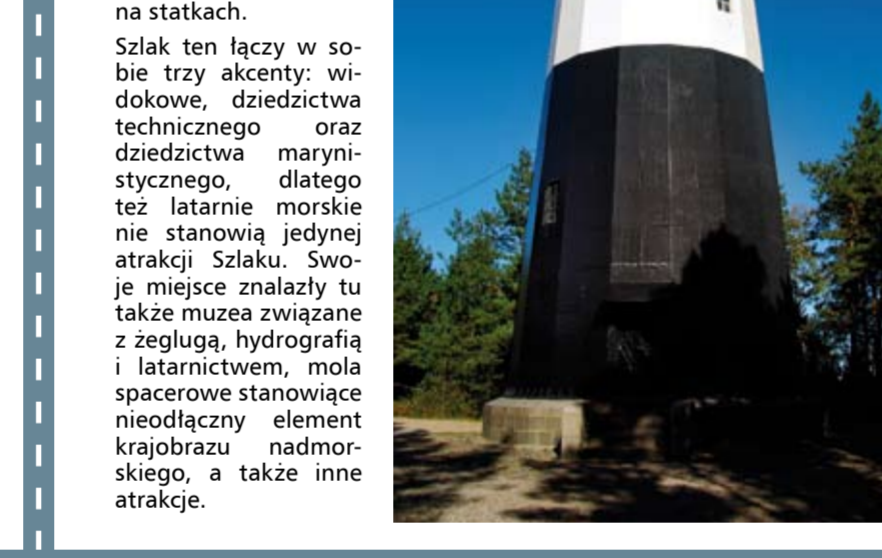 na statkach.
Szlak ten łączy w so-
bie trzy akcenty: wi-
dokowe, dziedzictwa
technicznego oraz
dziedzictwa maryni-
stycznego, dlatego
też latarnie morskie
nie stanowią jedynej
atrakcji Szlaku. Swo-
je miejsce znalazły tu
także muzea związane
z żeglugą, hydrografią
i latarnictwem, mola
spacerowe stanowiące
nieodłączny element
krajobrazu nadmor-
skiego, a także inne
atrakcje.